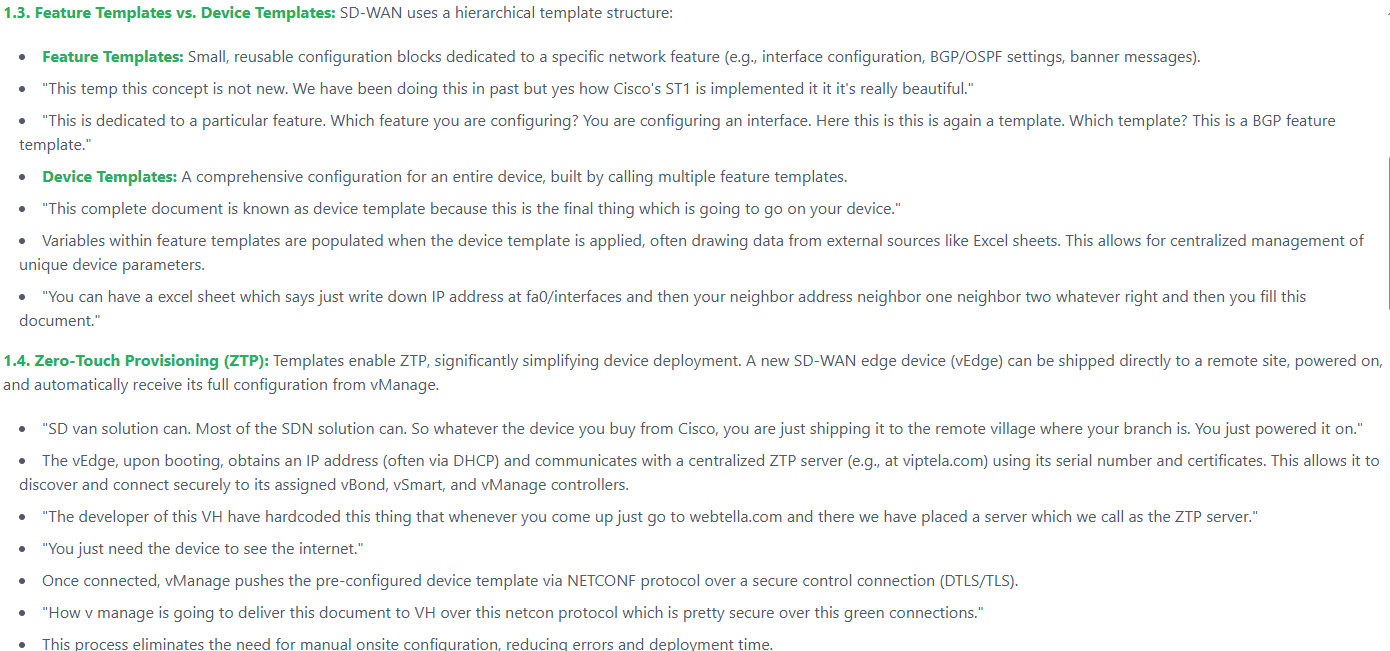 1.3. Feature Templates vs. Device Templates: SD-WAN uses a hierarchical template structure:
• Feature Templates: Small, reusable configuration blocks dedicated to a specific network feature (e.g., interface configuration, BGP/OSPF settings, banner messages).
• "This temp this concept is not new. We have been doing this in past but yes how Cisco's ST1 is implemented it it it's really beautiful."
• "This is dedicated to a particular feature. Which feature you are configuring? You are configuring an interface. Here this is this is again a template. Which template? This is a BGP feature
template."
• Device Templates: A comprehensive configuration for an entire device, built by calling multiple feature templates.
• "This complete document is known as device template because this is the final thing which is going to go on your device."
• Variables within feature templates are populated when the device template is applied, often drawing data from external sources like Excel sheets. This allows for centralized management of
unique device parameters.
• "You can have a excel sheet which says just write down IP address at fa0/interfaces and then your neighbor address neighbor one neighbor two whatever right and then you fill this
document."
1.4. Zero-Touch Provisioning (ZTP): Templates enable ZTP, significantly simplifying device deployment. A new SD-WAN edge device (vEdge) can be shipped directly to a remote site, powered on,
and automatically receive its full configuration from vManage.
• "SD van solution can. Most of the SDN solution can. So whatever the device you buy from Cisco, you are just shipping it to the remote village where your branch is. You just powered it on."
• The vEdge, upon booting, obtains an IP address (often via DHCP) and communicates with a centralized ZTP server (e.g., at viptela.com) using its serial number and certificates. This allows it to
discover and connect securely to its assigned vBond, vSmart, and vManage controllers.
• "The developer of this VH have hardcoded this thing that whenever you come up just go to webtella.com and there we have placed a server which we call as the ZTP server."
• "You just need the device to see the internet."
• Once connected, vManage pushes the pre-configured device template via NETCONF protocol over a secure control connection (DTLS/TLS).
• "How v manage is going to deliver this document to VH over this netcon protocol which is pretty secure over this green connections."
• This process eliminates the need for manual onsite configuration, reducing errors and deployment time.